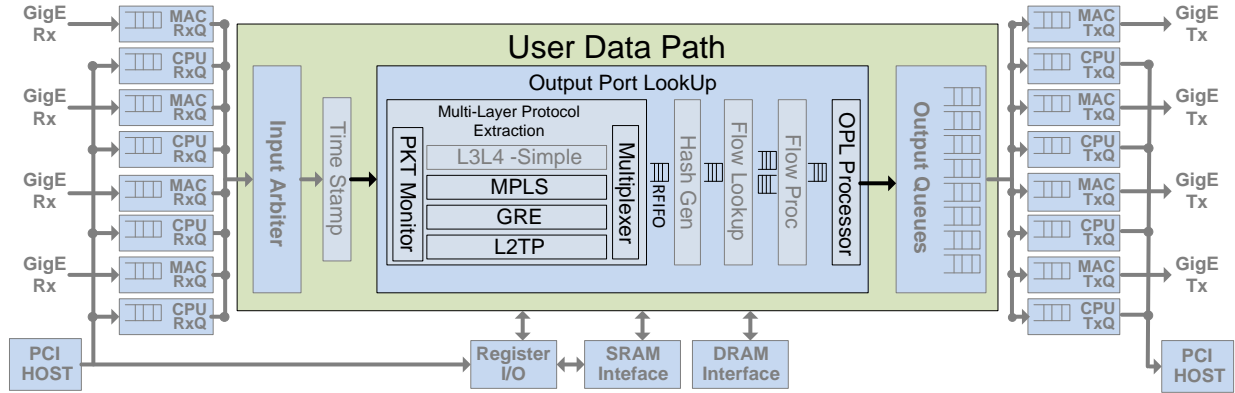 GigE
Rx
MAC
RxQ
CPU
RxQ
GigE
Rx
MAC
RxQ
CPU
RxQ
GigE
Rx
MAC
RxQ
CPU
RxQ
GigE
Rx
MAC
RxQ
CPU
RxQ
PCI
HOST
User Data Path
Input Arbiter
Time Stamp
Output Port LookUp
Multi-Layer Protocol
Extraction
PKT Monitor
L3L4 -Simple
MPLS
GRE
L2TP
Multiplexer
RFIFO
Hash Gen
Flow Lookup
Flow Proc
OPL Processor
Output Queues
Register
I/O
SRAM
Inteface
DRAM
Interface
MAC
TxQ
GigE
Tx
CPU
TxQ
MAC
TxQ
GigE
Tx
CPU
TxQ
MAC
TxQ
GigE
Tx
CPU
TxQ
MAC
TxQ
GigE
Tx
CPU
TxQ
PCI
HOST